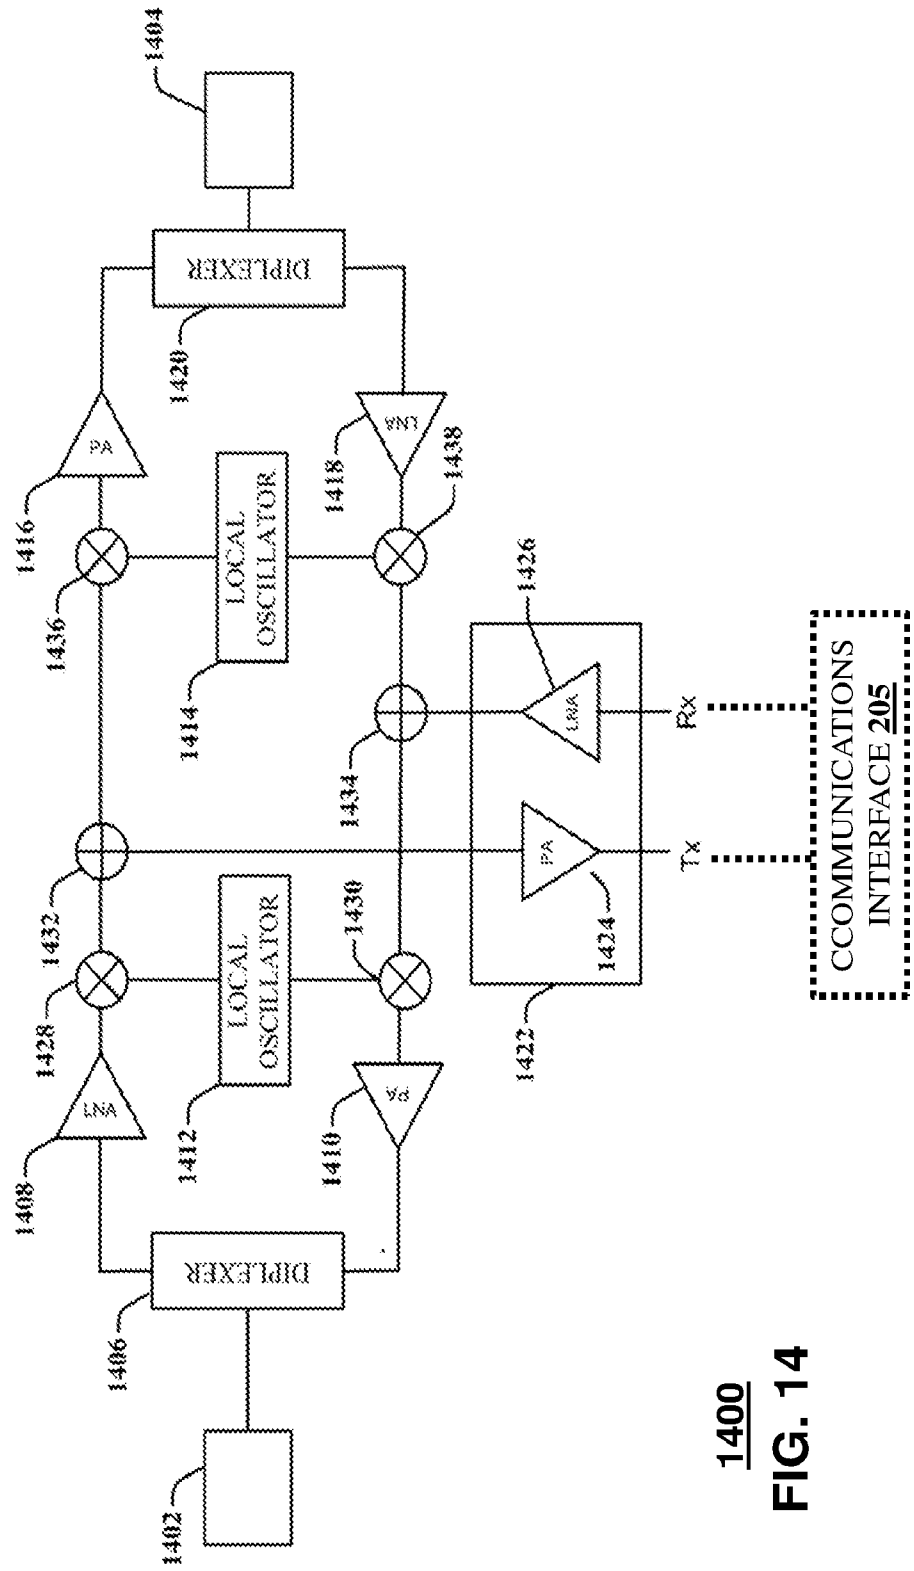 1404
DIPLEXER
1420
1416
PA
LNA
1418
1438
1436
LOCAL
OSCILLATOR
1414
1434
1426
LNA
Rx
1432
PA
1424
Tx
1428
LOCAL
OSCILLATOR
1412
1430
1422
CCOMMUNICATIONS
INTERFACE 205
1408
LNA
PA
1410
DIPLEXER
1406
1402
1400
FIG. 14